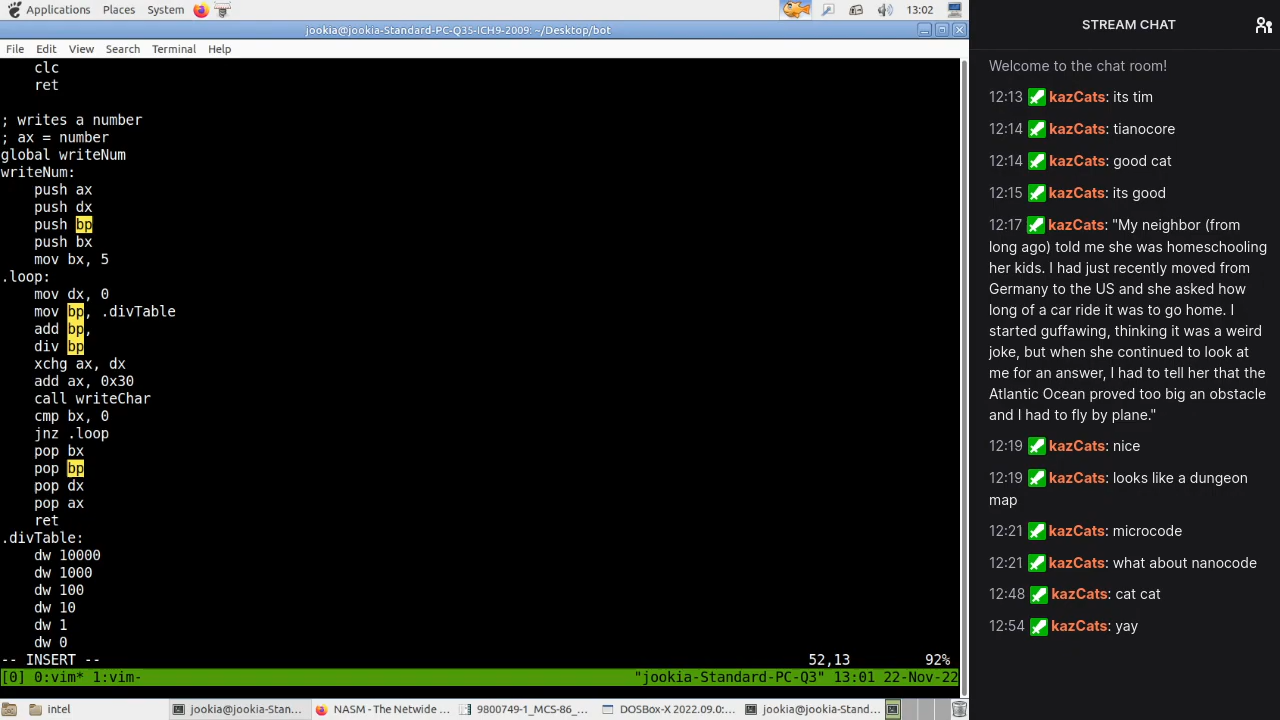 Applications Places System 13:02
jookia@jookia-Standard-PC-Q35-ICH9-2009: ~/Desktop/bot
File Edit View Search Terminal Help
clc
ret
; writes a number
; ax = number
global writeNum
writeNum:
push ax
push dx
push bp
push bx
mov bx, 5
.loop:
mov dx, 0
mov bp, .divTable
add bp,
div bp
xchg ax, dx
add ax, 0x30
call writeChar
cmp bx, 0
jnz .loop
pop bx
pop bp
pop dx
pop ax
ret
.divTable:
dw 10000
dw 1000
dw 100
dw 10
dw 1
dw 0
-- INSERT -- 52,13 92%
[0] 0:vim* 1:vim- "jookia-Standard-PC-Q3" 13:01 22-Nov-22
intel jookia@jookia-Stan... NASM - The Netwide ... 9800749-1_MCS-86_... DOSBox-X 2022.09.0:... jookia@jookia-Stand...
STREAM CHAT
Welcome to the chat room!
12:13 kazCats: its tim
12:14 kazCats: tianocore
12:14 kazCats: good cat
12:15 kazCats: its good
12:17 kazCats: "My neighbor (from
long ago) told me she was homeschooling
her kids. I had just recently moved from
Germany to the US and she asked how
long of a car ride it was to go home. I
started guffawing, thinking it was a weird
joke, but when she continued to look at
me for an answer, I had to tell her that the
Atlantic Ocean proved too big an obstacle
and I had to fly by plane."
12:19 kazCats: nice
12:19 kazCats: looks like a dungeon
map
12:21 kazCats: microcode
12:21 kazCats: what about nanocode
12:48 kazCats: cat cat
12:54 kazCats: yay